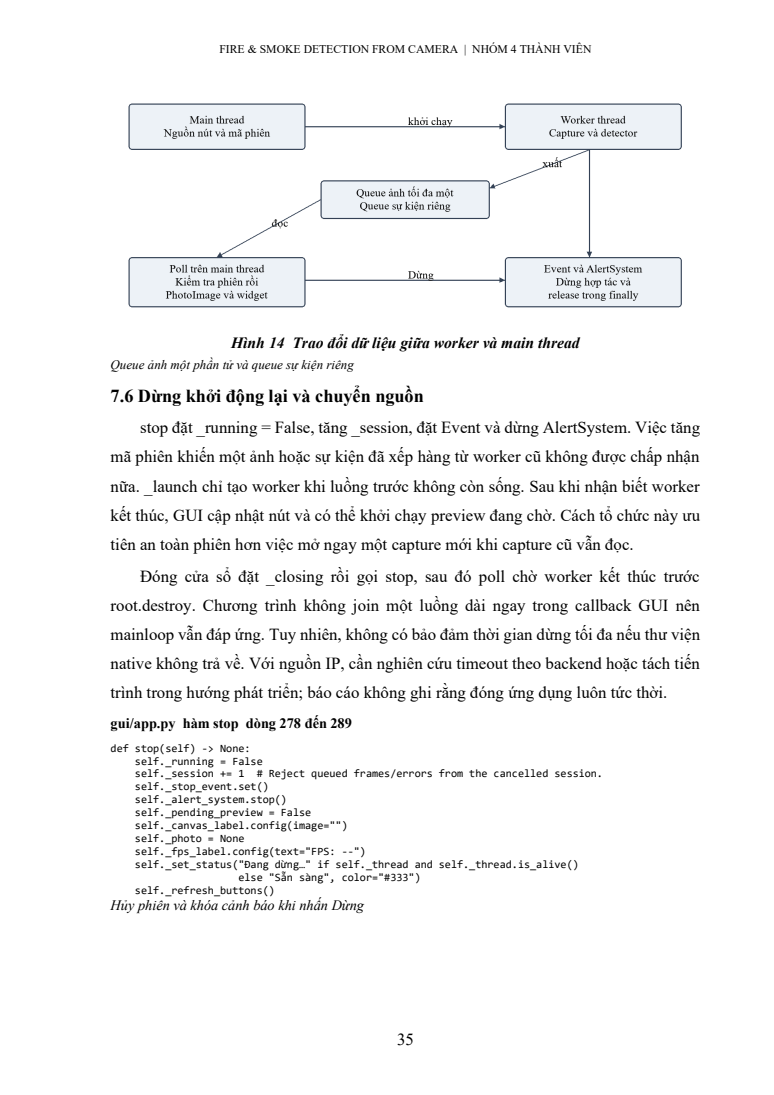 FIRE & SMOKE DETECTION FROM CAMERA | NHÓM 4 THÀNH VIÊN
Main thread
Nguồn nút và mã phiên
khởi chạy
Worker thread
Capture và detector
xuất
Queue ảnh tối đa một
Queue sự kiện riêng
đọc
Poll trên main thread
Kiểm tra phiên rồi
PhotoImage và widget
Dừng
Event và AlertSystem
Dừng hợp tác và
release trong finally
Hình 14 Trao đổi dữ liệu giữa worker và main thread
Queue ảnh một phần tử và queue sự kiện riêng
7.6 Dừng khởi động lại và chuyển nguồn
stop đặt _running = False, tăng _session, đặt Event và dừng AlertSystem. Việc tăng
mã phiên khiến một ảnh hoặc sự kiện đã xếp hàng từ worker cũ không được chấp nhận
nữa. _launch chỉ tạo worker khi luồng trước không còn sống. Sau khi nhận biết worker
kết thúc, GUI cập nhật nút và có thể khởi chạy preview đang chờ. Cách tổ chức này ưu
tiên an toàn phiên hơn việc mở ngay một capture mới khi capture cũ vẫn đọc.
Đóng cửa sổ đặt _closing rồi gọi stop, sau đó poll chờ worker kết thúc trước
root.destroy. Chương trình không join một luồng dài ngay trong callback GUI nên
mainloop vẫn đáp ứng. Tuy nhiên, không có bảo đảm thời gian dừng tối đa nếu thư viện
native không trả về. Với nguồn IP, cần nghiên cứu timeout theo backend hoặc tách tiến
trình trong hướng phát triển; báo cáo không ghi rằng đóng ứng dụng luôn tức thời.
gui/app.py hàm stop dòng 278 đến 289
def stop(self) -> None:
    self._running = False
    self._session += 1  # Reject queued frames/errors from the cancelled session.
    self._stop_event.set()
    self._alert_system.stop()
    self._pending_preview = False
    self._canvas_label.config(image="")
    self._photo = None
    self._fps_label.config(text="FPS: --")
    self._set_status("Đang dừng…" if self._thread and self._thread.is_alive()
                     else "Sẵn sàng", color="#333")
    self._refresh_buttons()
Hủy phiên và khóa cảnh báo khi nhấn Dừng
35